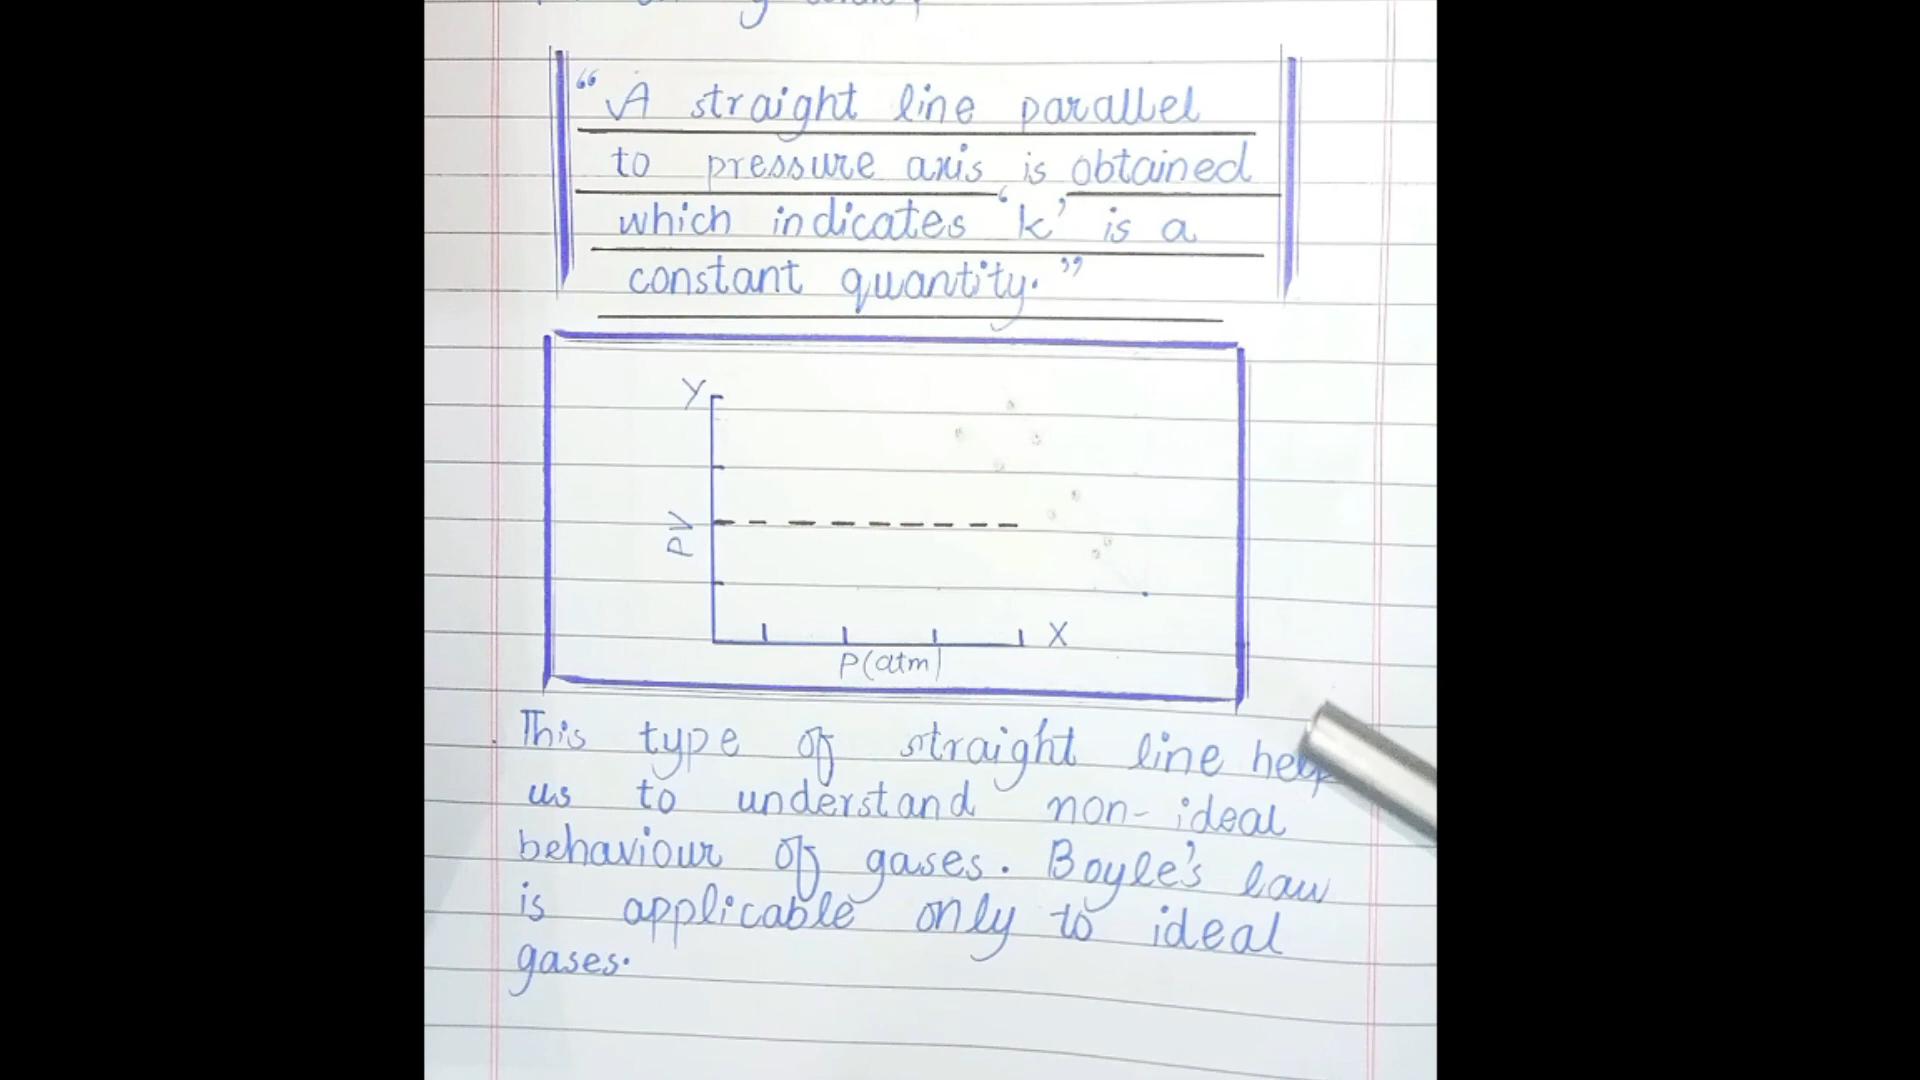 “A straight line parallel
to pressure axis is obtained
which indicates ‘k’ is a
constant quantity.”
Y
PV
X
P(atm)
This type of straight line help
us to understand non-ideal
behaviour of gases. Boyle's law
is applicable only to ideal
gases.